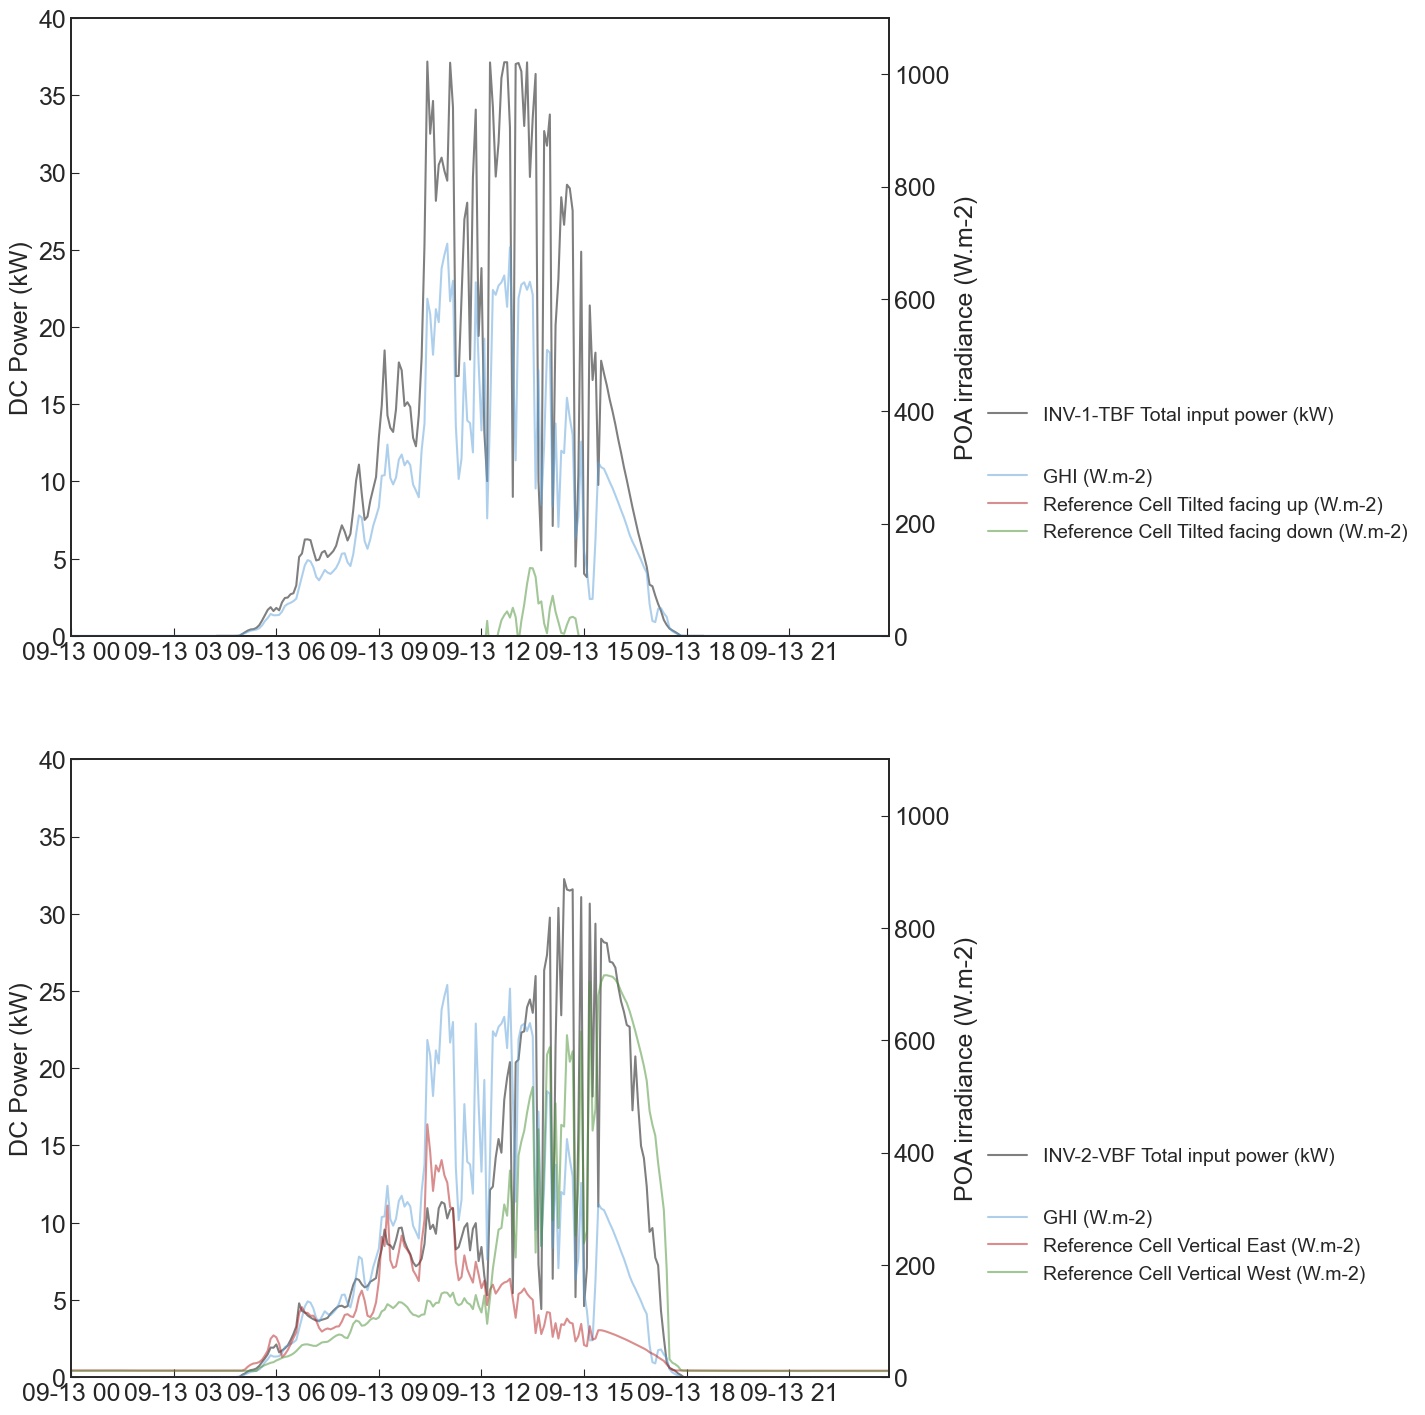 40
35
30
25
20
15
10
5
0
DC Power (kW)
1000
800
600
400
200
0
POA irradiance (W.m-2)
09-13 00 09-13 03 09-13 06 09-13 09 09-13 12 09-13 15 09-13 18 09-13 21
INV-1-TBF Total input power (kW)
GHI (W.m-2)
Reference Cell Tilted facing up (W.m-2)
Reference Cell Tilted facing down (W.m-2)
40
35
30
25
20
15
10
5
0
DC Power (kW)
1000
800
600
400
200
0
POA irradiance (W.m-2)
09-13 00 09-13 03 09-13 06 09-13 09 09-13 12 09-13 15 09-13 18 09-13 21
INV-2-VBF Total input power (kW)
GHI (W.m-2)
Reference Cell Vertical East (W.m-2)
Reference Cell Vertical West (W.m-2)